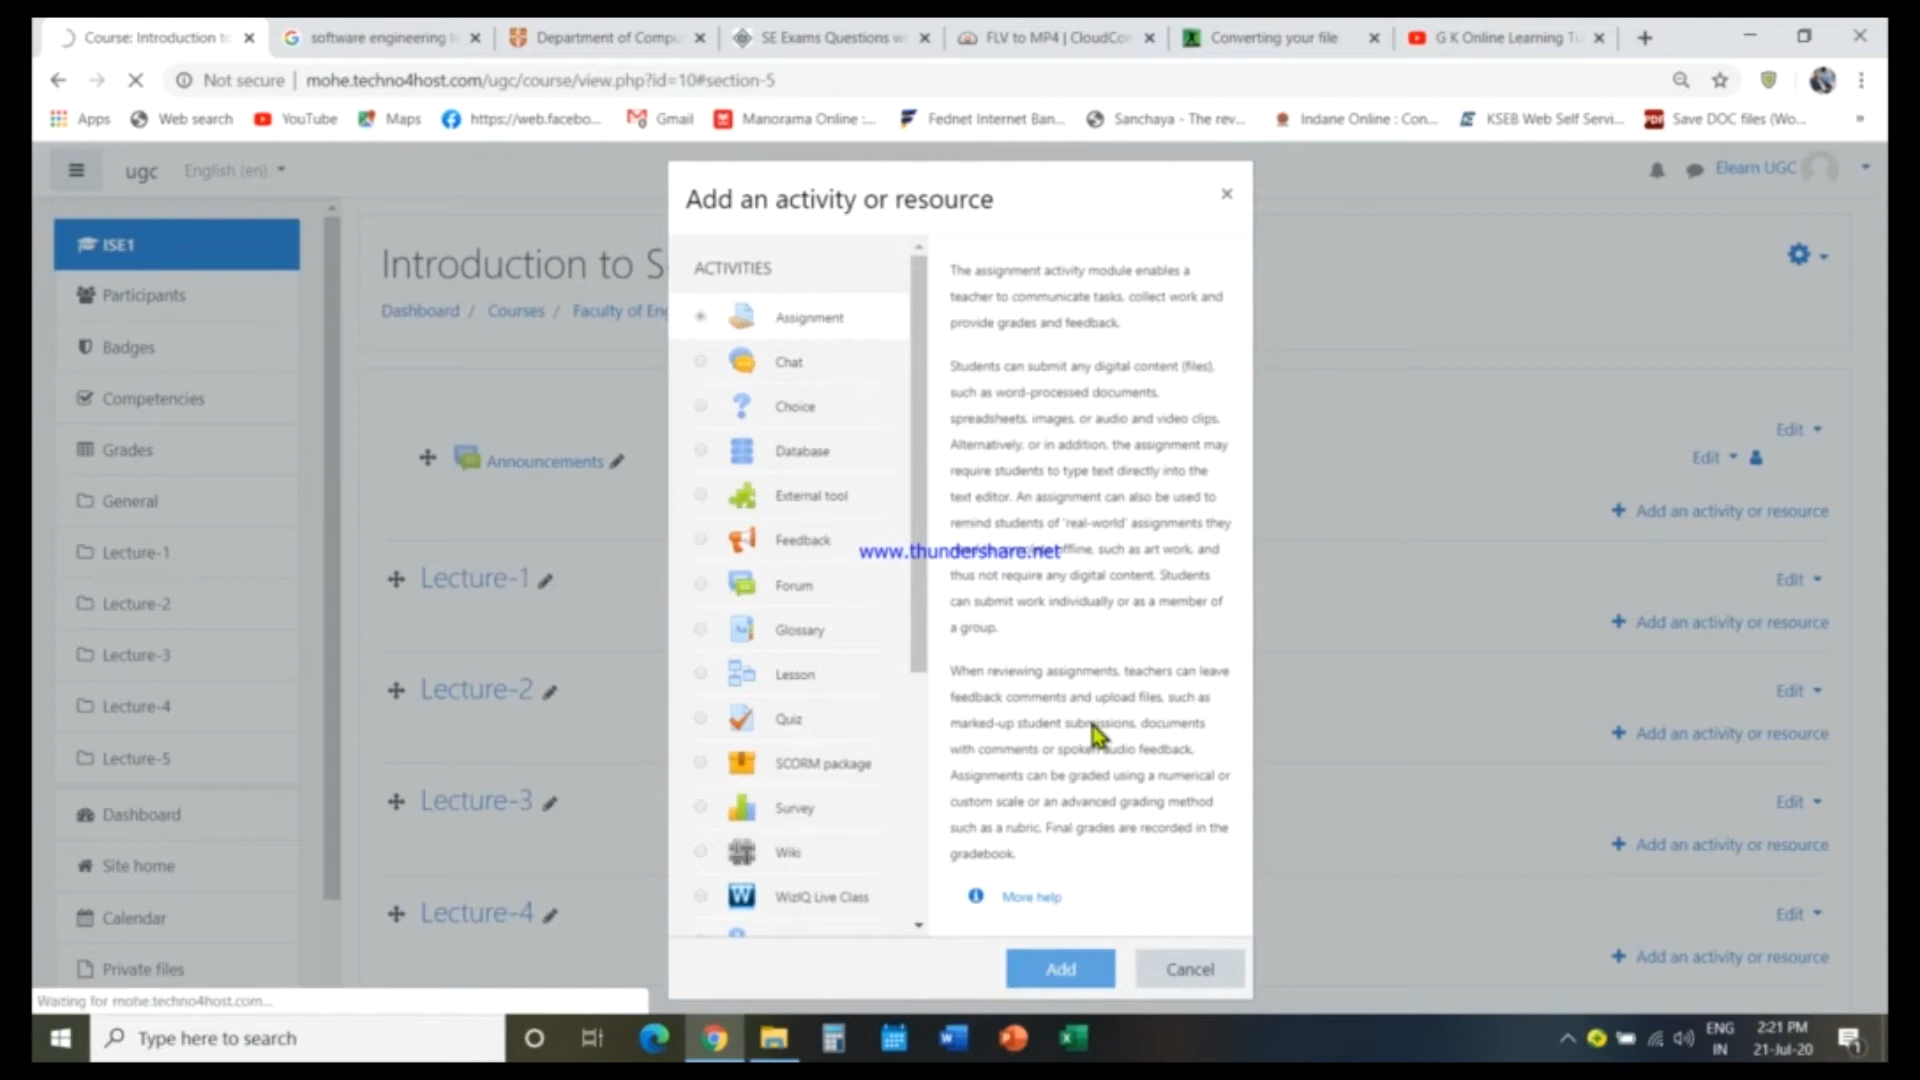 Course: Introduction to
software engineering
Department of Compu
SE Exams Questions w
FLV to MP4 | CloudCo
Converting your file
G K Online Learning Tu
Not secure | mohe.techno4host.com/ugc/course/view.php?id=10#section-5
Apps
Web search
YouTube
Maps
https://web.facebo...
Gmail
Manorama Online :...
Fednet Internet Ban...
Sanchaya - The rev...
Indane Online : Con...
KSEB Web Self Servi...
Save DOC files (Wo...
»
ugc
English (en)
Elearn UGC
ISE1
Participants
Badges
Competencies
Grades
General
Lecture-1
Lecture-2
Lecture-3
Lecture-4
Lecture-5
Dashboard
Site home
Calendar
Private files
Introduction to S
Dashboard / Courses / Faculty of En
Edit
Announcements
Edit
Add an activity or resource
Lecture-1
Edit
Add an activity or resource
Lecture-2
Edit
Add an activity or resource
Lecture-3
Edit
Add an activity or resource
Lecture-4
Edit
Add an activity or resource
Add an activity or resource
ACTIVITIES
Assignment
Chat
Choice
Database
External tool
Feedback
Forum
Glossary
Lesson
Quiz
SCORM package
Survey
Wiki
WizIQ Live Class
The assignment activity module enables a
teacher to communicate tasks, collect work and
provide grades and feedback.
Students can submit any digital content (files),
such as word-processed documents,
spreadsheets, images, or audio and video clips.
Alternatively, or in addition, the assignment may
require students to type text directly into the
text editor. An assignment can also be used to
remind students of 'real-world' assignments they
offline, such as art work, and
thus not require any digital content. Students
can submit work individually or as a member of
a group.
When reviewing assignments, teachers can leave
feedback comments and upload files, such as
marked-up student submissions, documents
with comments or spoken audio feedback.
Assignments can be graded using a numerical or
custom scale or an advanced grading method
such as a rubric. Final grades are recorded in the
gradebook.
More help
Add
Cancel
www.thundershare.net
Waiting for mohe.techno4host.com...
Type here to search
ENG
IN
2:21 PM
21-Jul-20
1